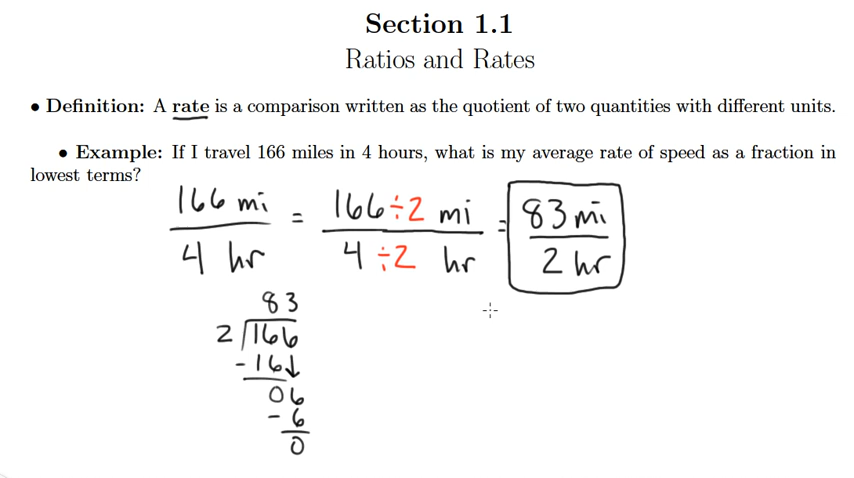 Section 1.1
Ratios and Rates
• Definition: A rate is a comparison written as the quotient of two quantities with different units.
• Example: If I travel 166 miles in 4 hours, what is my average rate of speed as a fraction in
lowest terms?
166 mi = 166÷2 mi = 83 mi
4 hr 4 ÷2 hr 2 hr
83
2 166
-16↓
06
- 6
0